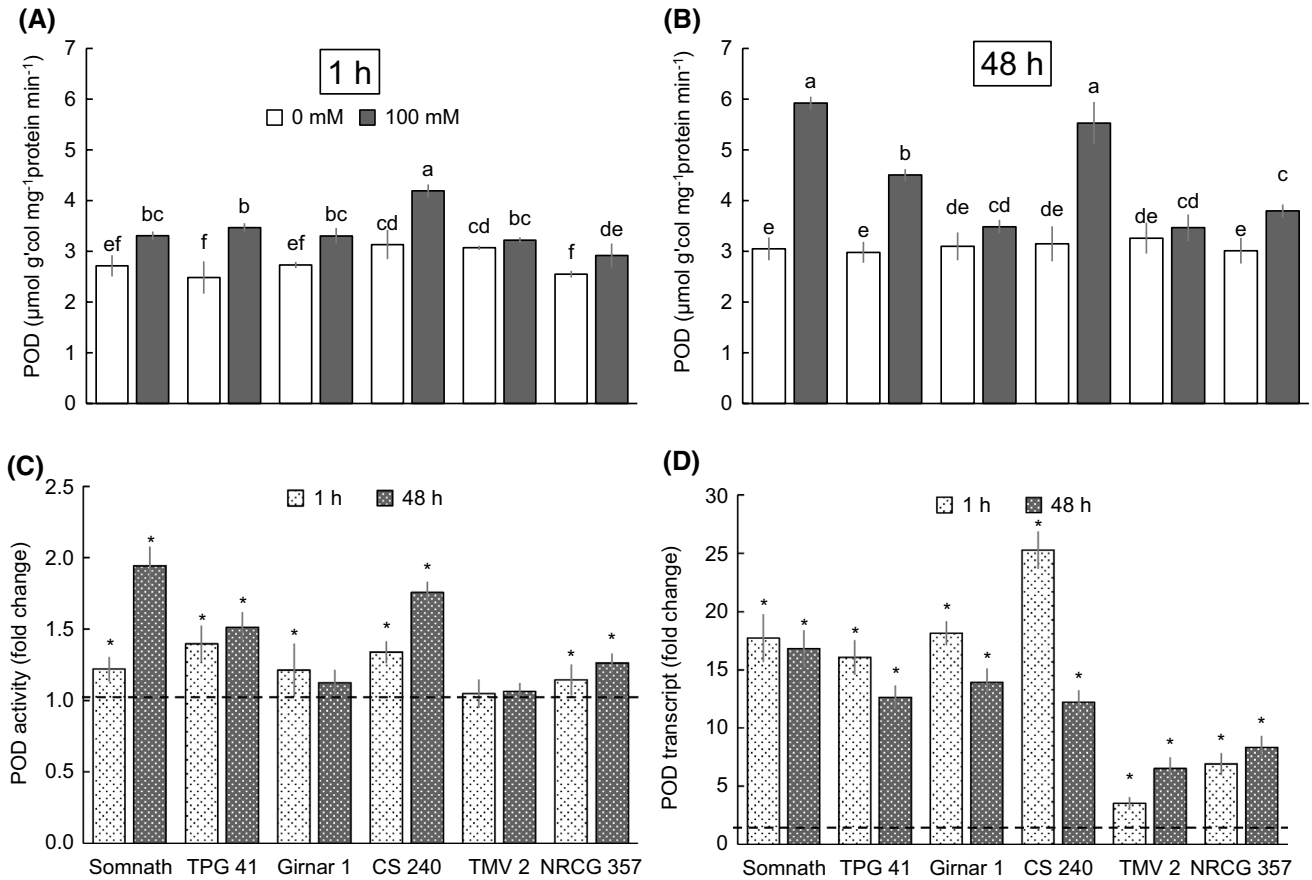 (A)
7
6
5
4
3
2
1
0
POD (µmol g'col mg⁻¹protein min⁻¹)
1 h
0 mM 100 mM
ef bc f b ef bc cd a cd bc f de
(B)
7
6
5
4
3
2
1
0
POD (µmol g'col mg⁻¹protein min⁻¹)
48 h
e a e b de cd de a de cd e c
(C)
2.5
2.0
1.5
1.0
0.5
0.0
POD activity (fold change)
1 h 48 h
* * * * * * * * *
Somnath TPG 41 Girnar 1 CS 240 TMV 2 NRCG 357
(D)
30
25
20
15
10
5
0
POD transcript (fold change)
1 h 48 h
* * * * * * * * * * * *
Somnath TPG 41 Girnar 1 CS 240 TMV 2 NRCG 357